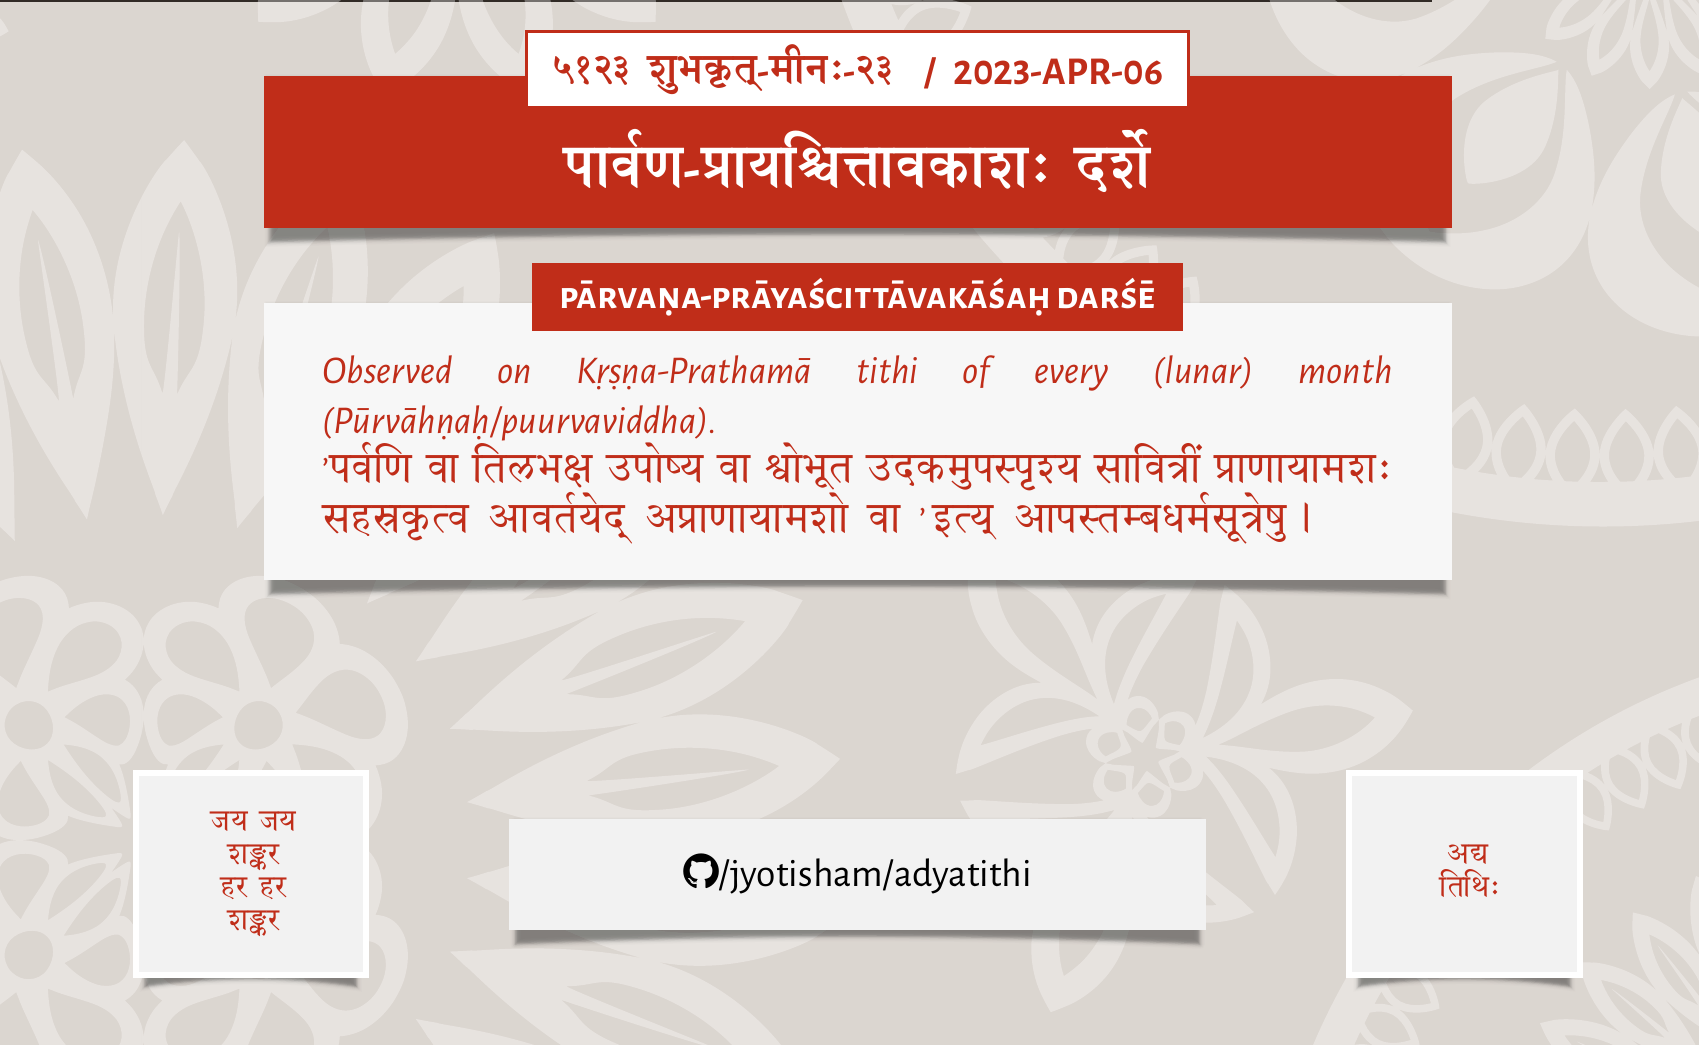 ५१२३ शुभकृत्-मीनः-२३ / 2023-APR-06
पार्वण-प्रायश्चित्तावकाशः दर्शे
PĀRVAṆA-PRĀYAŚCITTĀVAKĀŚAḤ DARŚĒ
Observed on Kṛṣṇa-Prathamā tithi of every (lunar) month
(Pūrvāhṇaḥ/puurvaviddha).
’पर्वणि वा तिलभक्ष उपोष्य वा श्वोभूत उदकमुपस्पृश्य सावित्रीं प्राणायामशः
सहस्रकृत्व आवर्तयेद् अप्राणायामशो वा ’इत्य् आपस्तम्बधर्मसूत्रेषु।
जय जय
शङ्कर
हर हर
शङ्कर
/jyotisham/adyatithi
अद्य
तिथिः